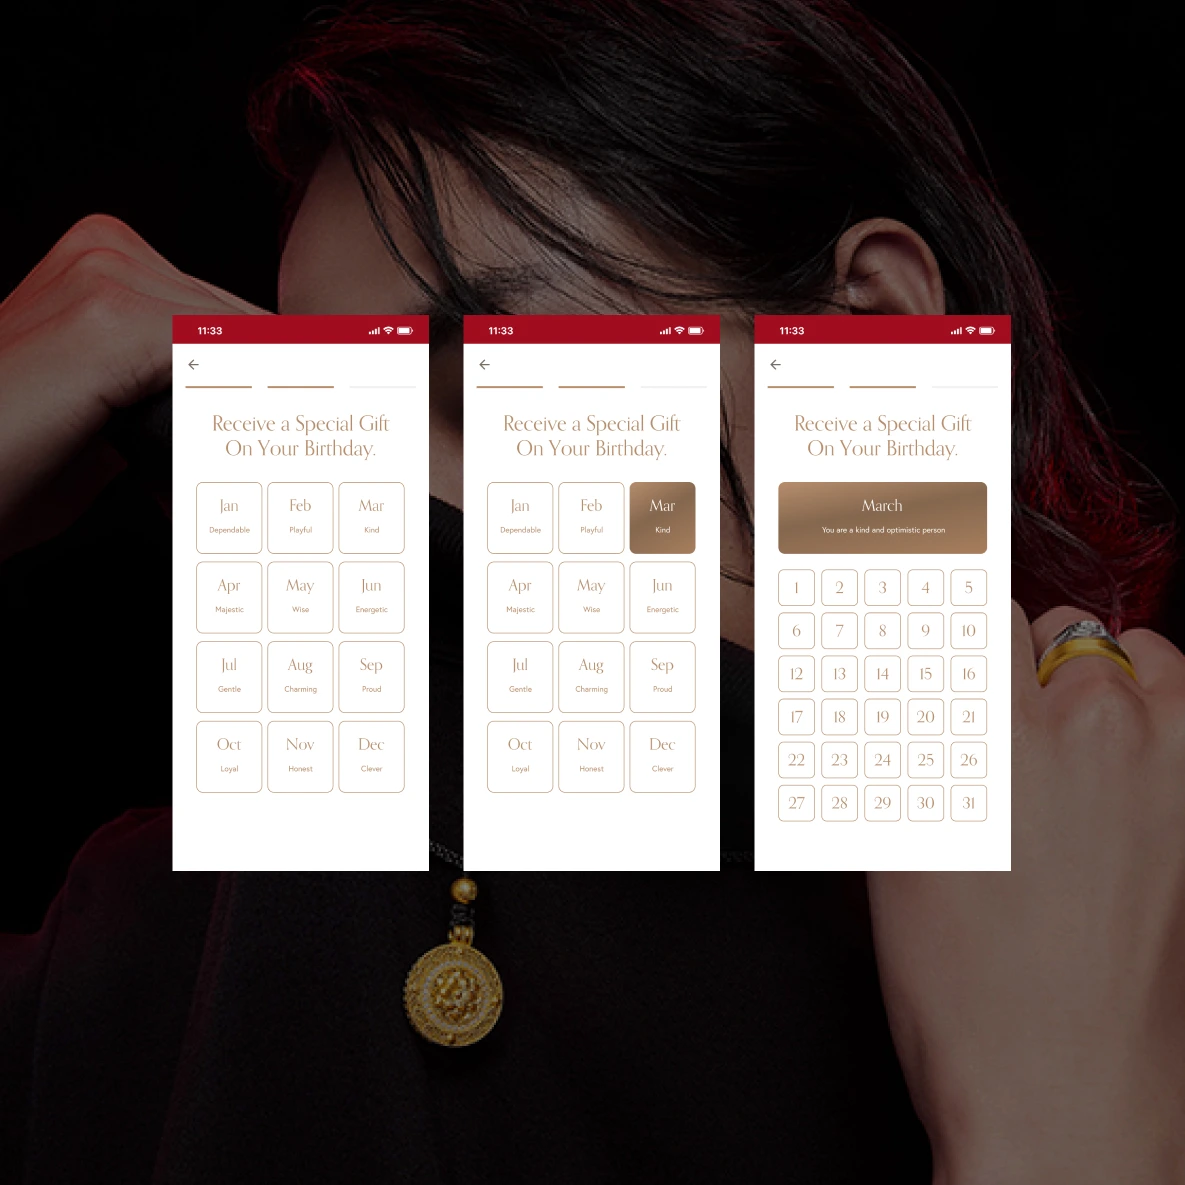 11:33
Receive a Special Gift
On Your Birthday.
Jan Feb Mar
Dependable Playful Kind
Apr May Jun
Majestic Wise Energetic
Jul Aug Sep
Gentle Charming Proud
Oct Nov Dec
Loyal Honest Clever
11:33
Receive a Special Gift
On Your Birthday.
Jan Feb Mar
Dependable Playful Kind
Apr May Jun
Majestic Wise Energetic
Jul Aug Sep
Gentle Charming Proud
Oct Nov Dec
Loyal Honest Clever
11:33
Receive a Special Gift
On Your Birthday.
March
You are a kind and optimistic person
1 2 3 4 5
6 7 8 9 10
12 13 14 15 16
17 18 19 20 21
22 23 24 25 26
27 28 29 30 31